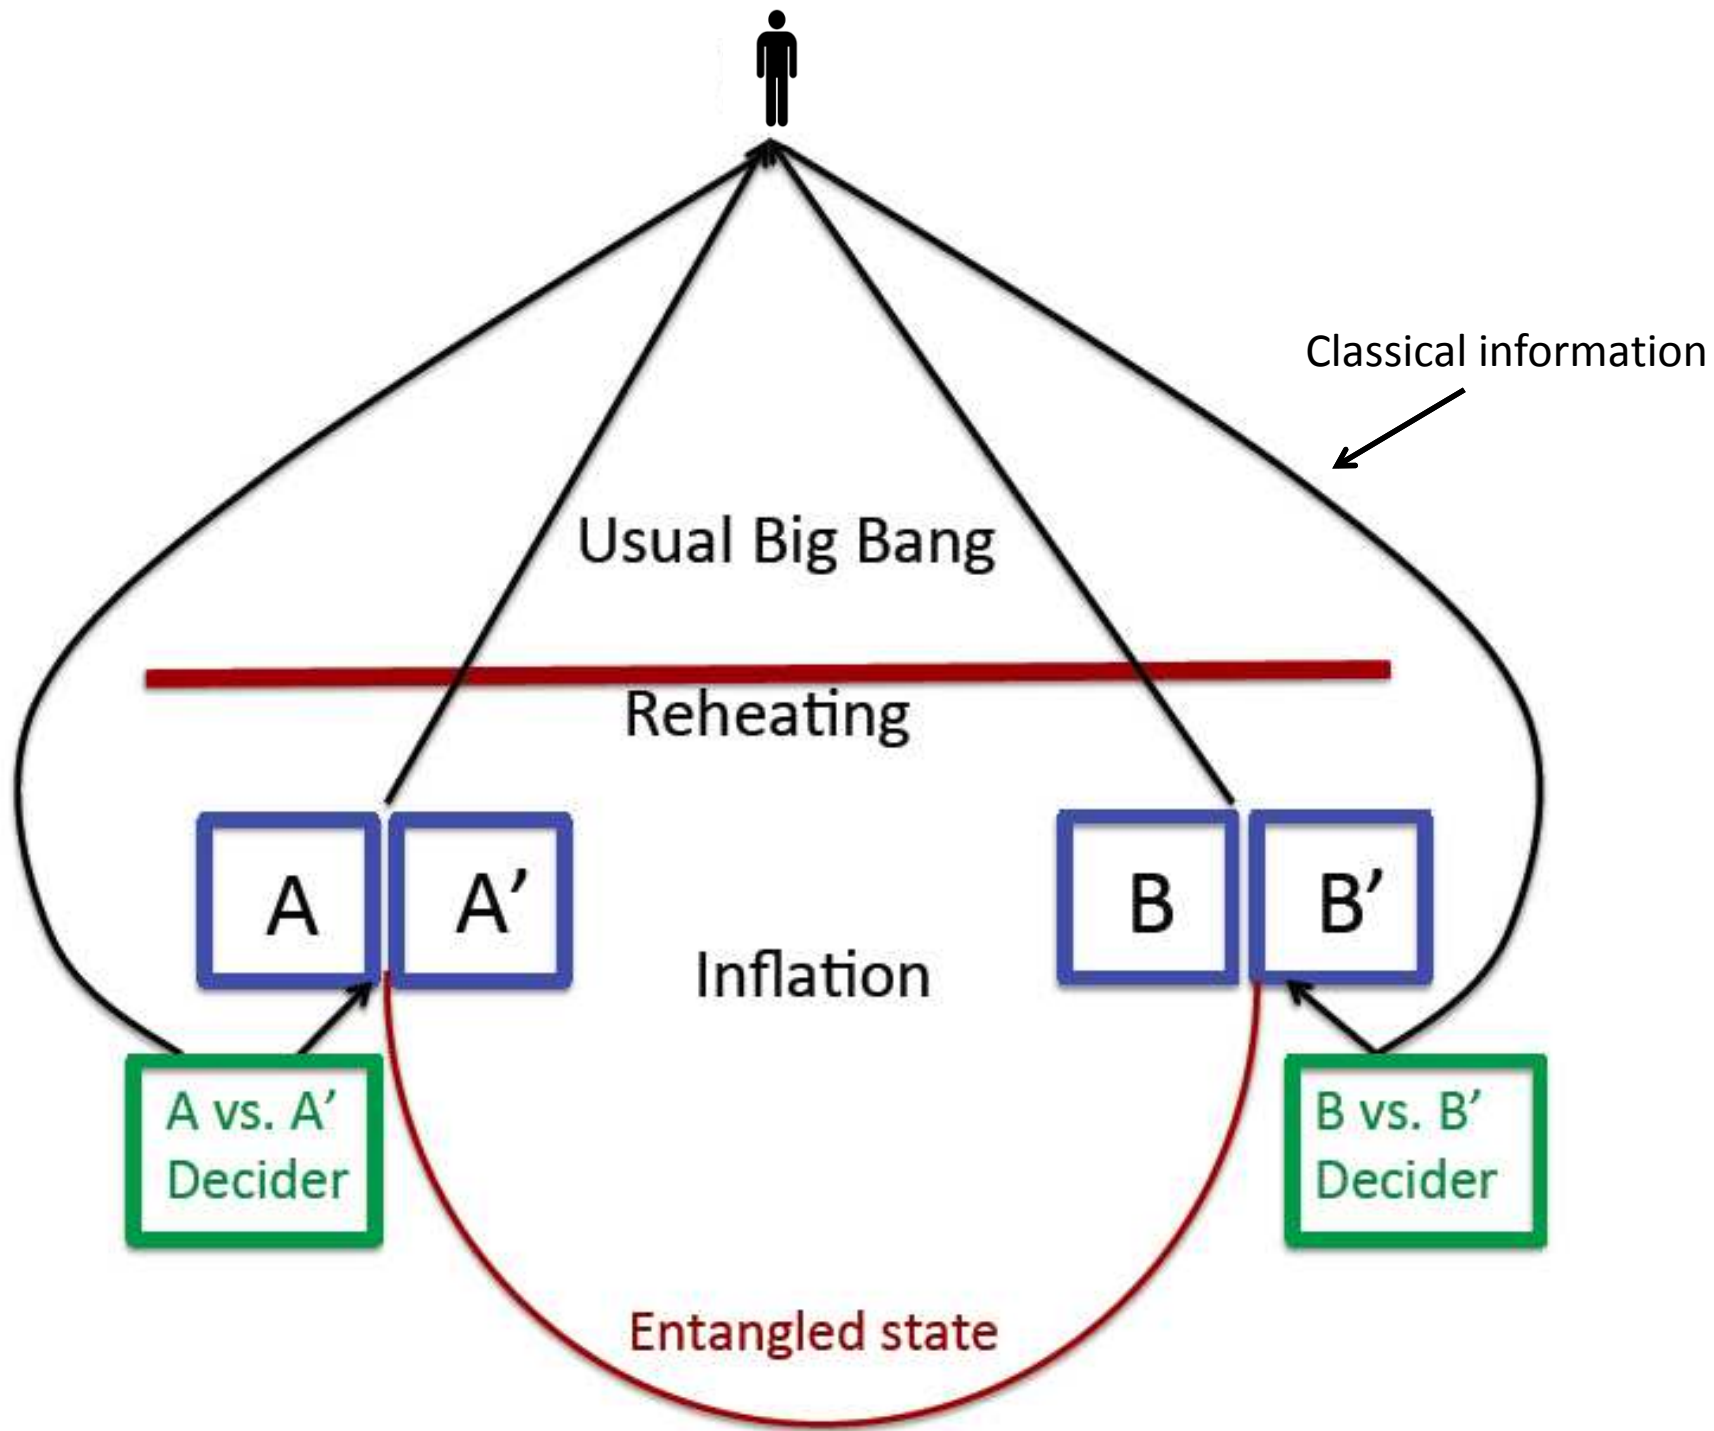 Classical information
Usual Big Bang
Reheating
A
A’
B
B’
Inflation
A vs. A’
Decider
B vs. B’
Decider
Entangled state